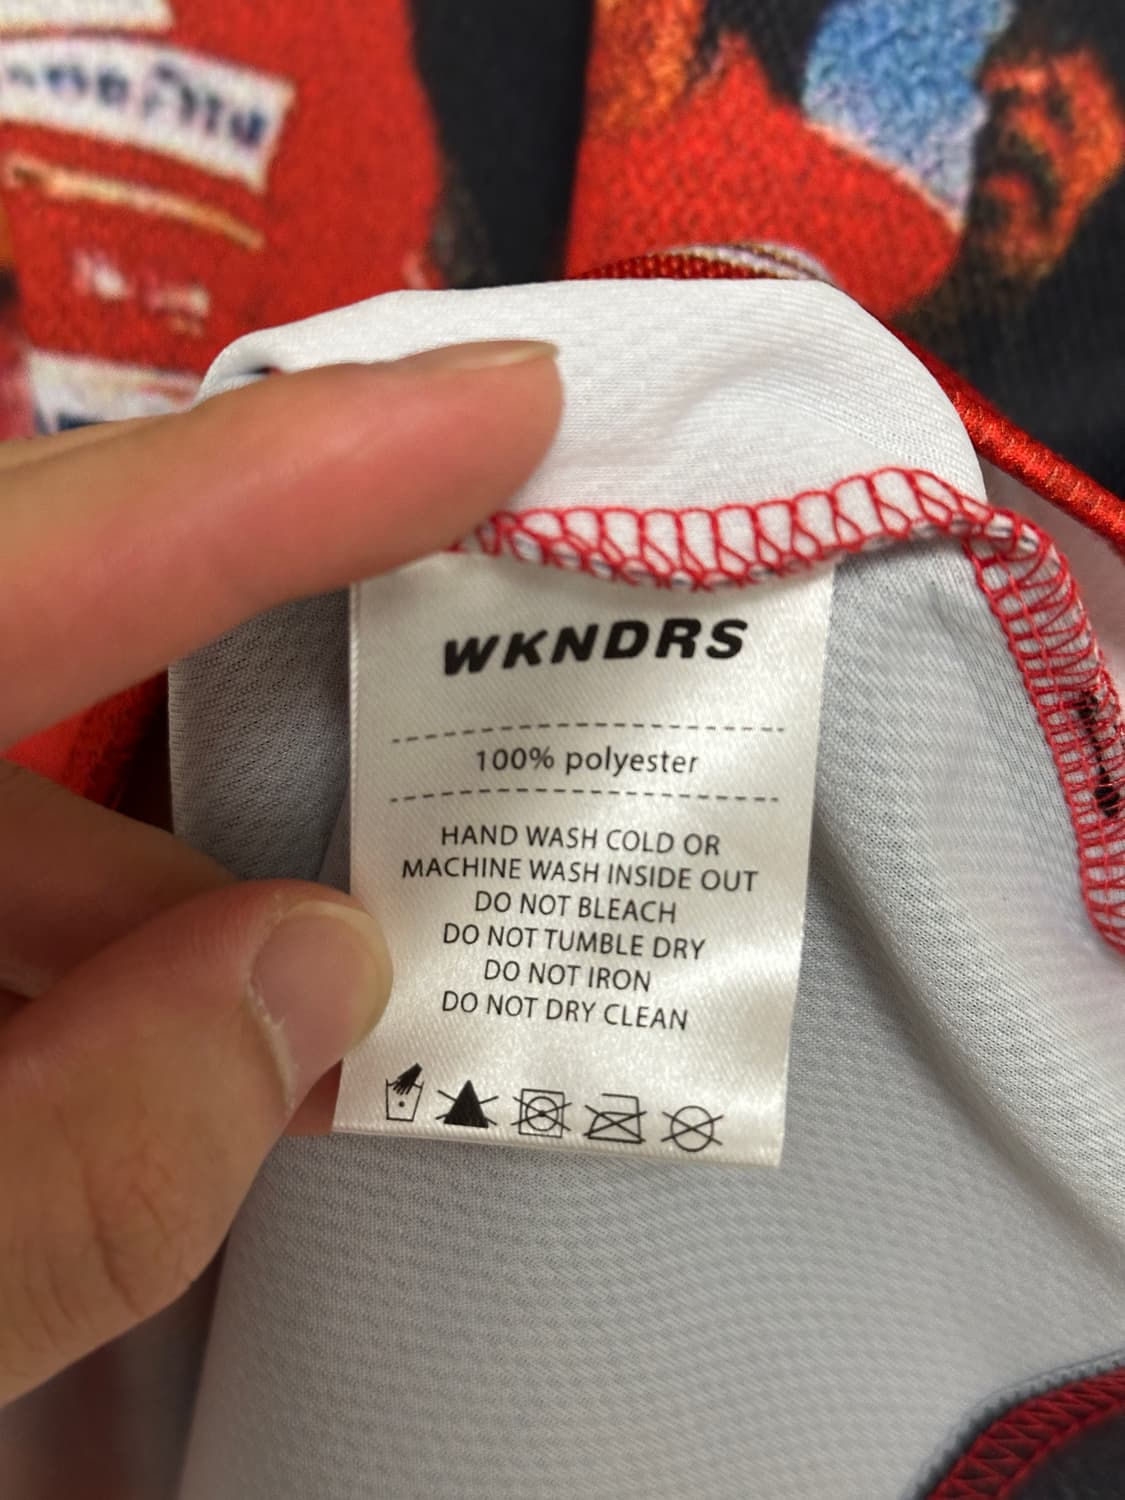 WKNDRS
100% polyester
HAND WASH COLD OR
MACHINE WASH INSIDE OUT
DO NOT BLEACH
DO NOT TUMBLE DRY
DO NOT IRON
DO NOT DRY CLEAN